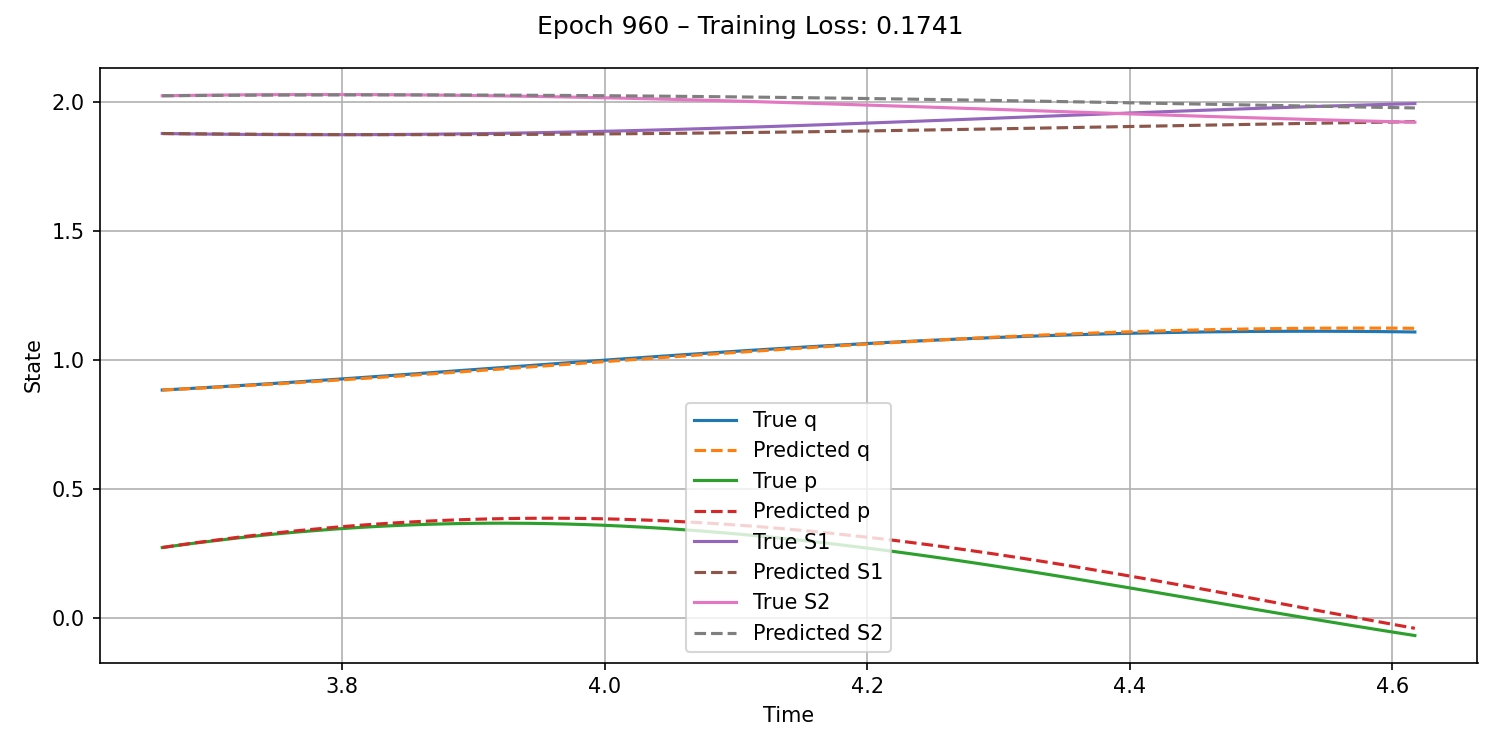 Epoch 960 – Training Loss: 0.1741
2.0
1.5
1.0
0.5
0.0
State
True q
Predicted q
True p
Predicted p
True S1
Predicted S1
True S2
Predicted S2
3.8
4.0
4.2
4.4
4.6
Time